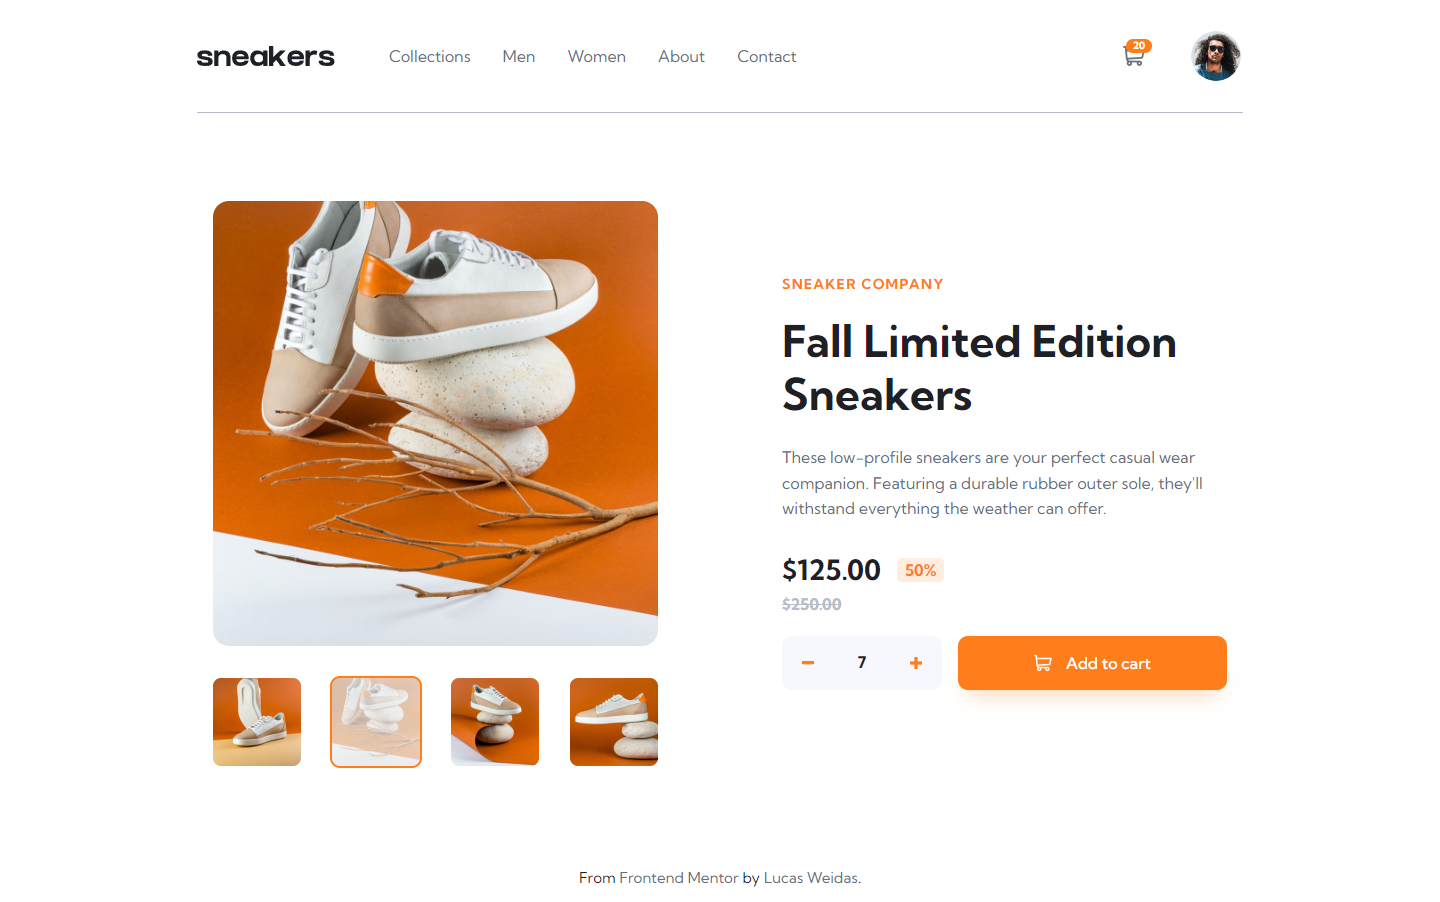 sneakers
Collections
Men
Women
About
Contact
20
SNEAKER COMPANY
Fall Limited Edition
Sneakers
These low-profile sneakers are your perfect casual wear
companion. Featuring a durable rubber outer sole, they'll
withstand everything the weather can offer.
$125.00
50%
$250.00
7
Add to cart
From Frontend Mentor by Lucas Weidas.